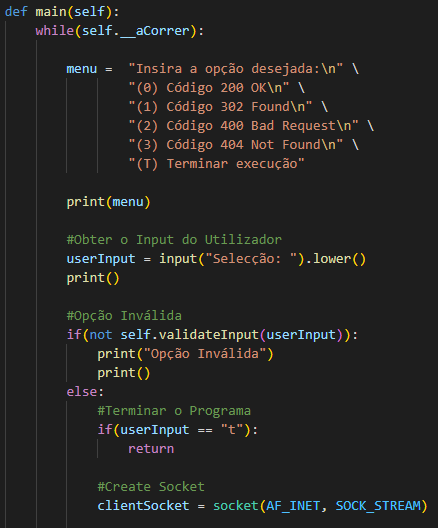 def main(self):
while(self.__aCorrer):
menu =  "Insira a opção desejada:\n" \
"(0) Código 200 OK\n" \
"(1) Código 302 Found\n" \
"(2) Código 400 Bad Request\n" \
"(3) Código 404 Not Found\n" \
"(T) Terminar execução"
print(menu)
#Obter o Input do Utilizador
userInput = input("Selecção: ").lower()
print()
#Opção Inválida
if(not self.validateInput(userInput)):
print("Opção Inválida")
print()
else:
#Terminar o Programa
if(userInput == "t"):
return
#Create Socket
clientSocket = socket(AF_INET, SOCK_STREAM)